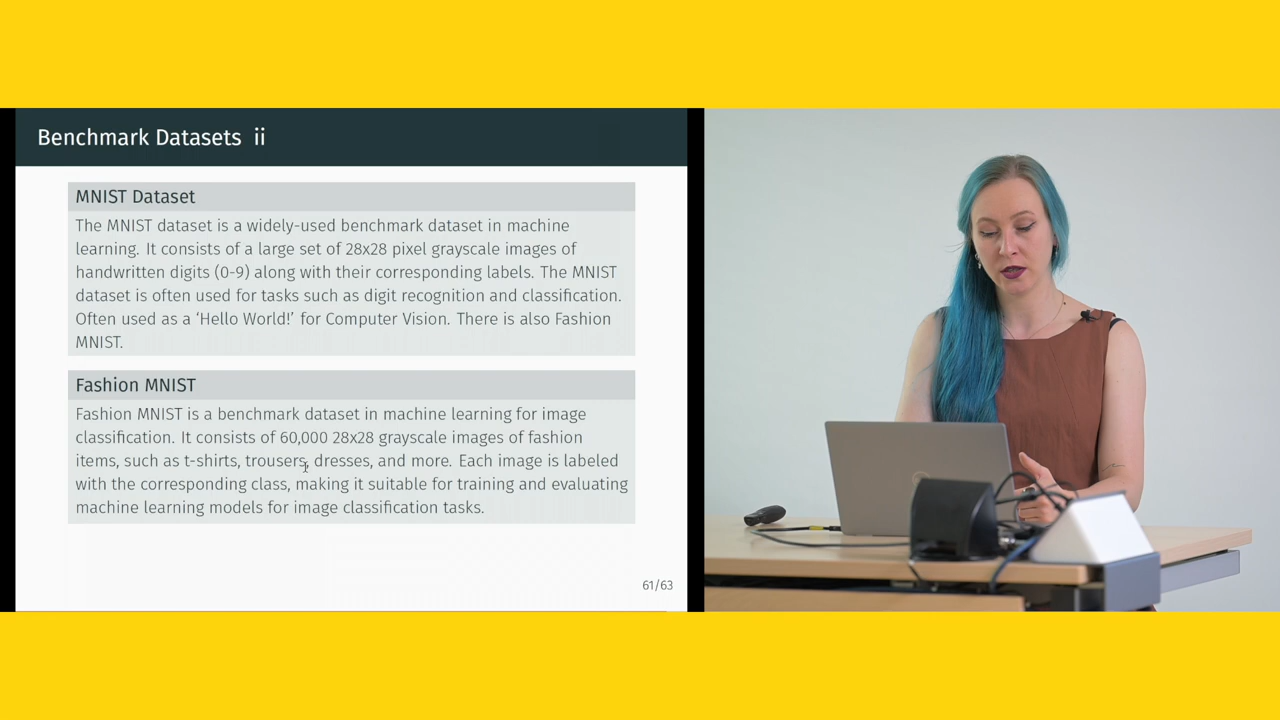 Benchmark Datasets ii
MNIST Dataset
The MNIST dataset is a widely-used benchmark dataset in machine
learning. It consists of a large set of 28x28 pixel grayscale images of
handwritten digits (0-9) along with their corresponding labels. The MNIST
dataset is often used for tasks such as digit recognition and classification.
Often used as a ‘Hello World!’ for Computer Vision. There is also Fashion
MNIST.
Fashion MNIST
Fashion MNIST is a benchmark dataset in machine learning for image
classification. It consists of 60,000 28x28 grayscale images of fashion
items, such as t-shirts, trousers, dresses, and more. Each image is labeled
with the corresponding class, making it suitable for training and evaluating
machine learning models for image classification tasks.
61/63